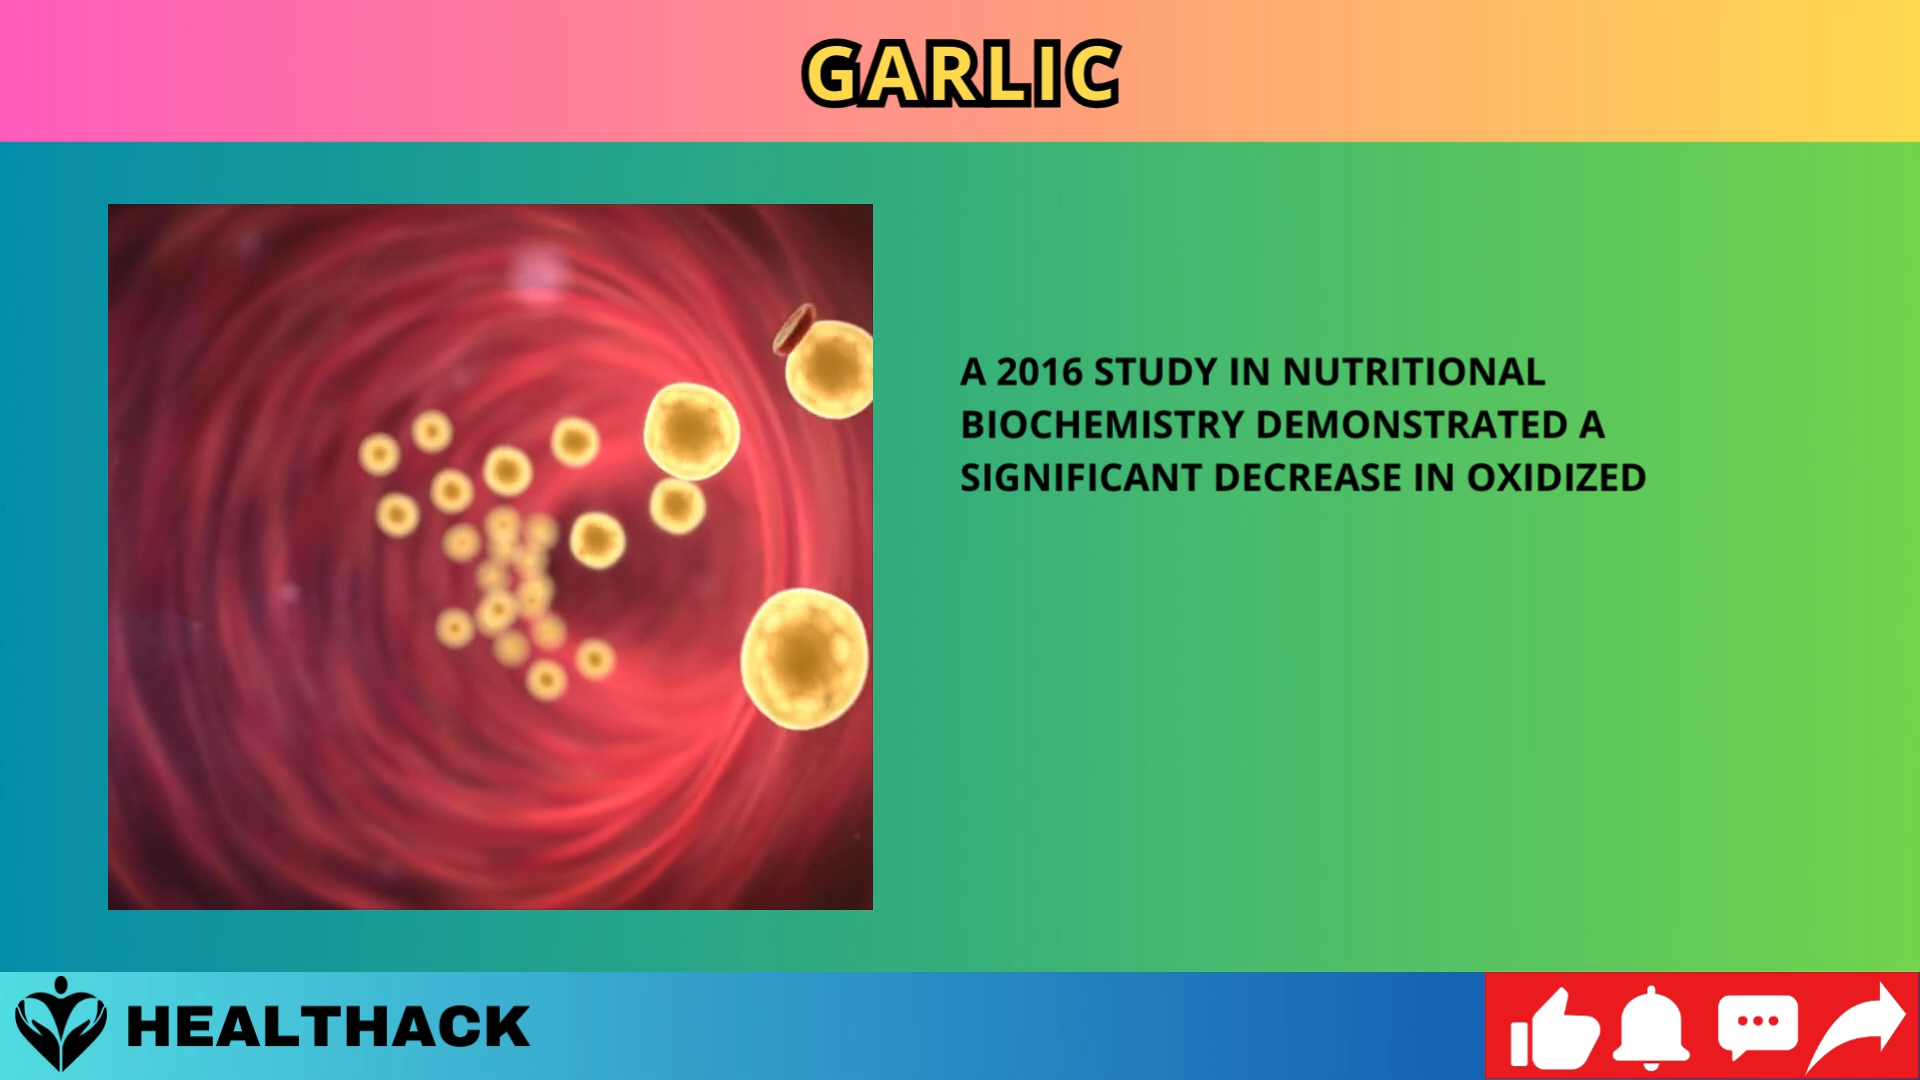 GARLIC
A 2016 STUDY IN NUTRITIONAL
BIOCHEMISTRY DEMONSTRATED A
SIGNIFICANT DECREASE IN OXIDIZED
HEALTHACK